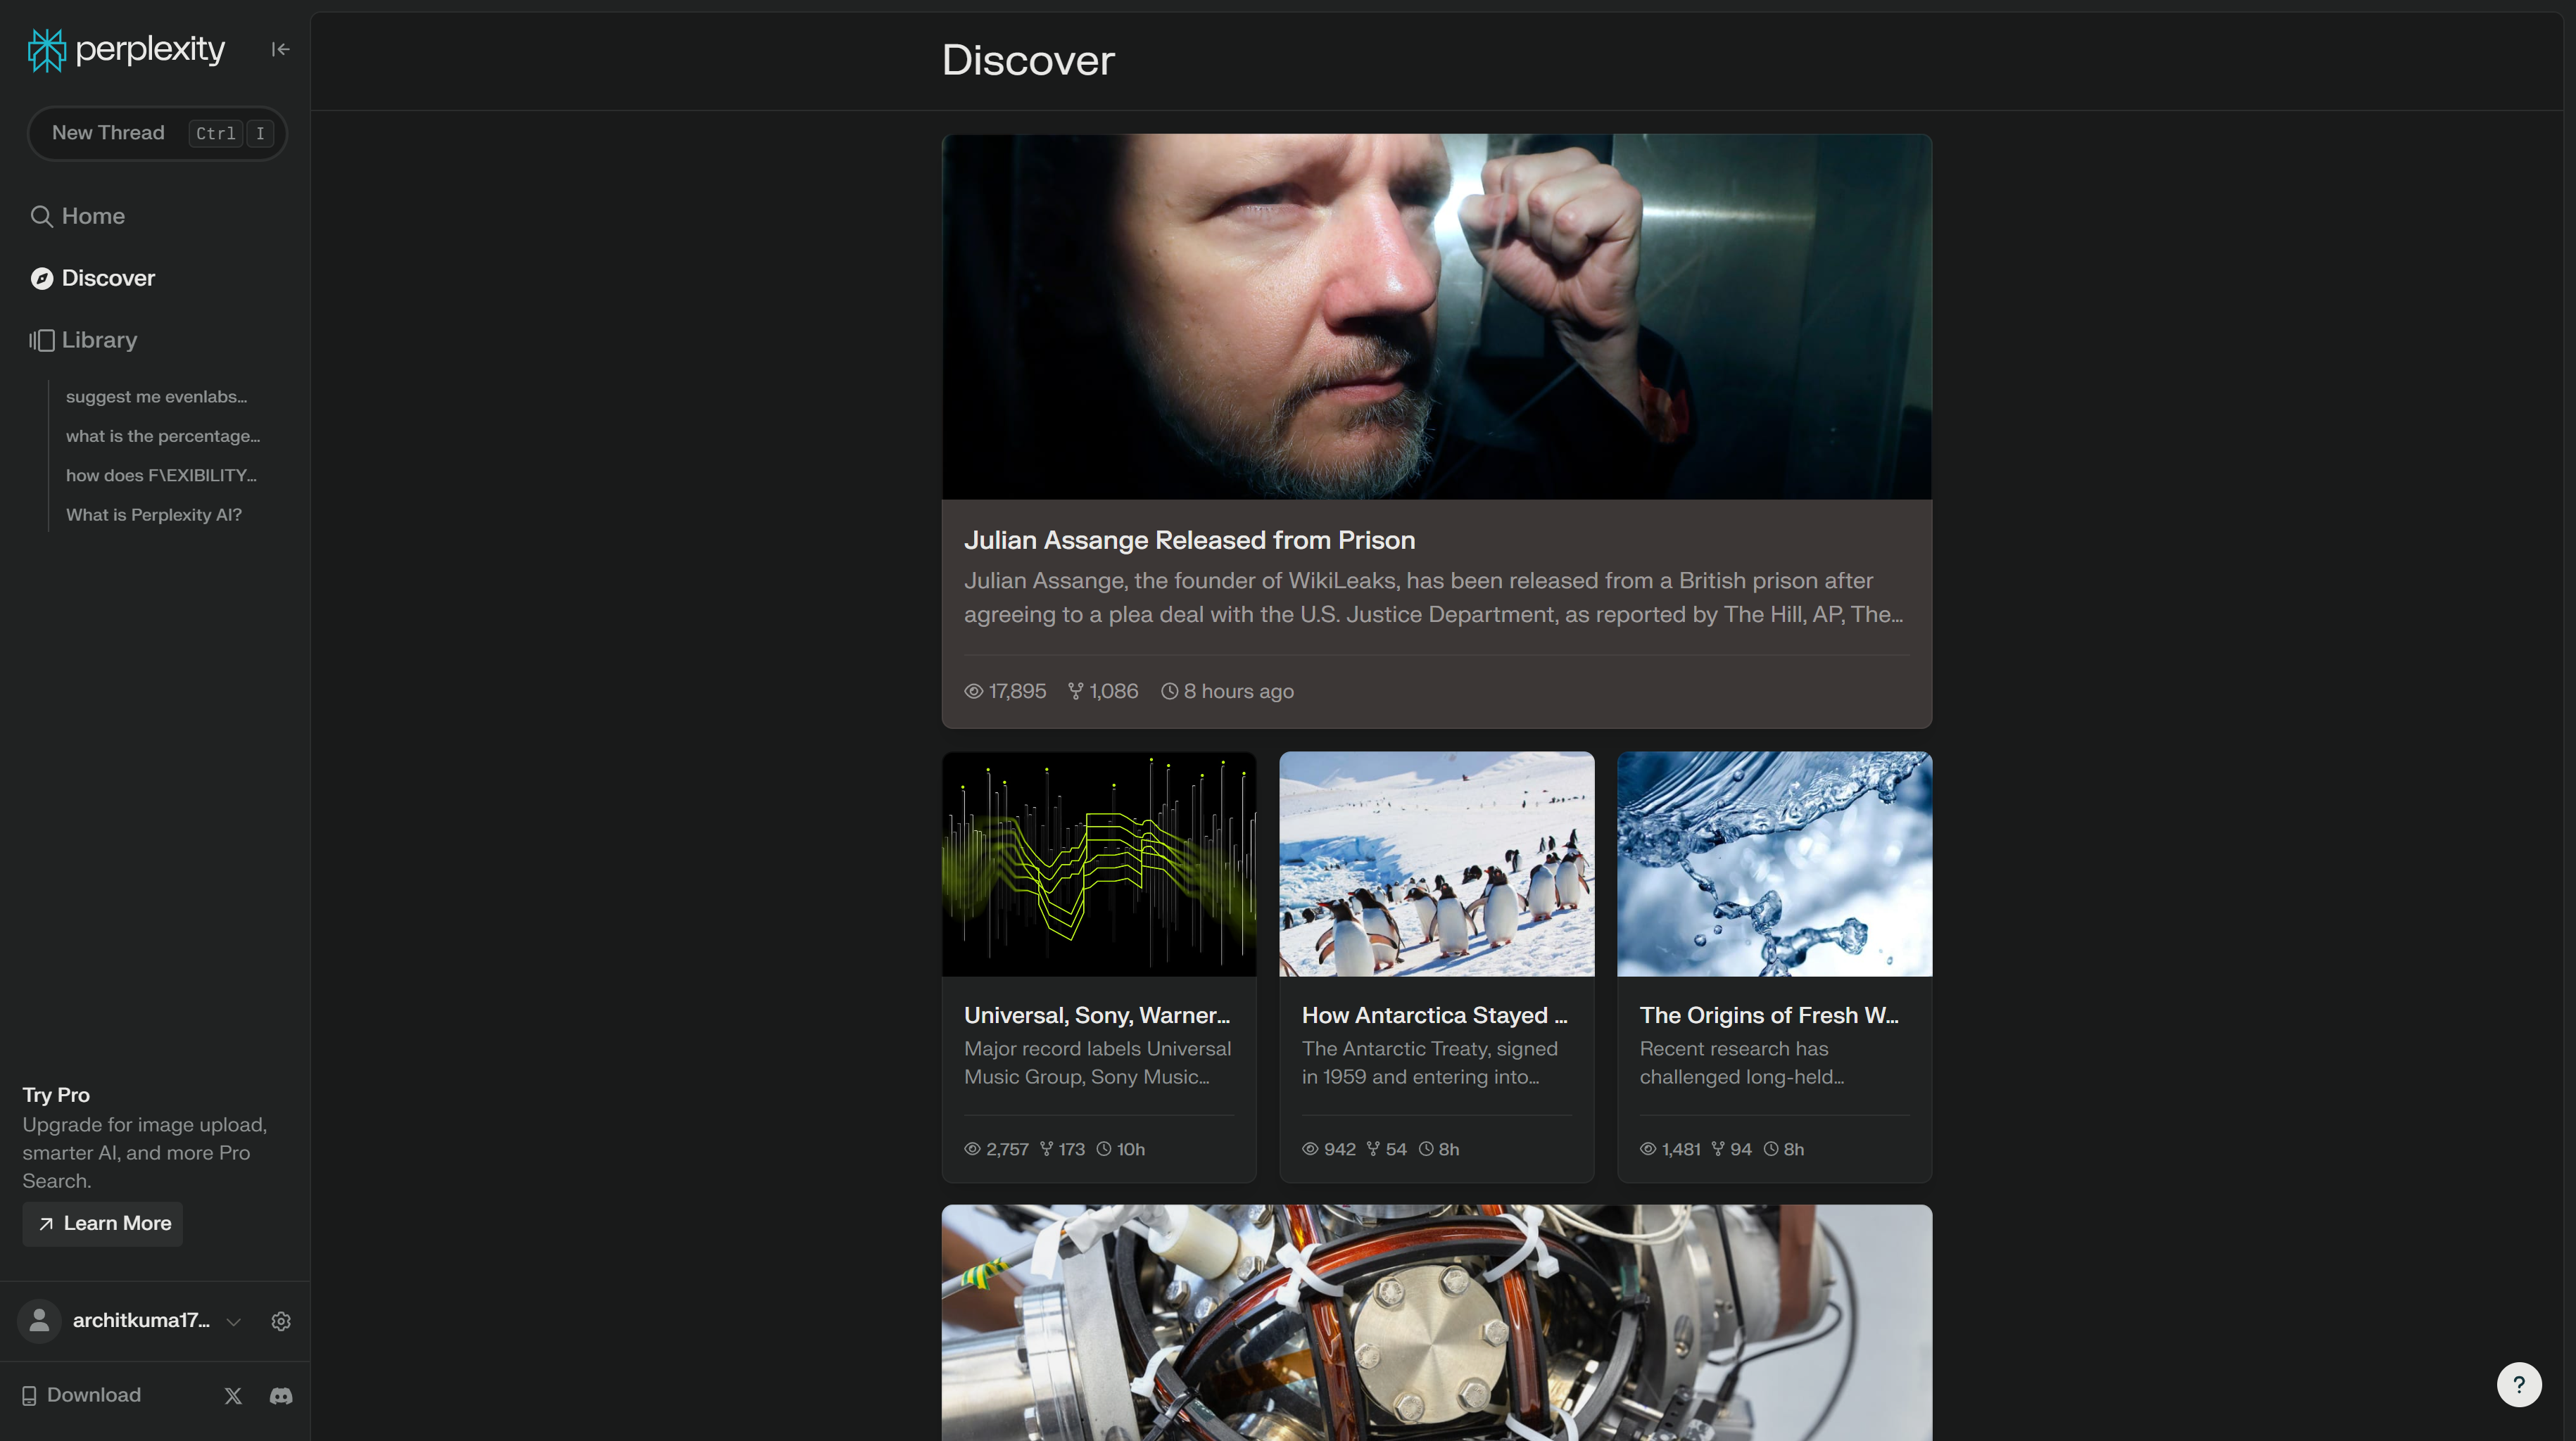 perplexity
New Thread Ctrl I
Home
Discover
Library
suggest me evenlabs...
what is the percentage...
how does F\EXIBILITY...
What is Perplexity AI?
Try Pro
Upgrade for image upload,
smarter AI, and more Pro
Search.
Learn More
architkuma17...
Download
Discover
Julian Assange Released from Prison
Julian Assange, the founder of WikiLeaks, has been released from a British prison after
agreeing to a plea deal with the U.S. Justice Department, as reported by The Hill, AP, The...
17,895 1,086 8 hours ago
Universal, Sony, Warner...
Major record labels Universal
Music Group, Sony Music...
2,757 173 10h
How Antarctica Stayed ...
The Antarctic Treaty, signed
in 1959 and entering into...
942 54 8h
The Origins of Fresh W...
Recent research has
challenged long-held...
1,481 94 8h
?